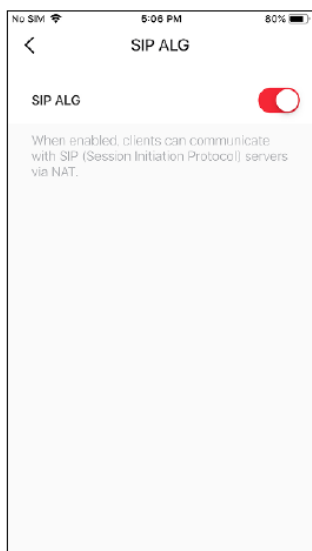 No SIM 5:06 PM 80%
SIP ALG
SIP ALG
When enabled, clients can communicate
with SIP (Session Initiation Protocol) servers
via NAT.